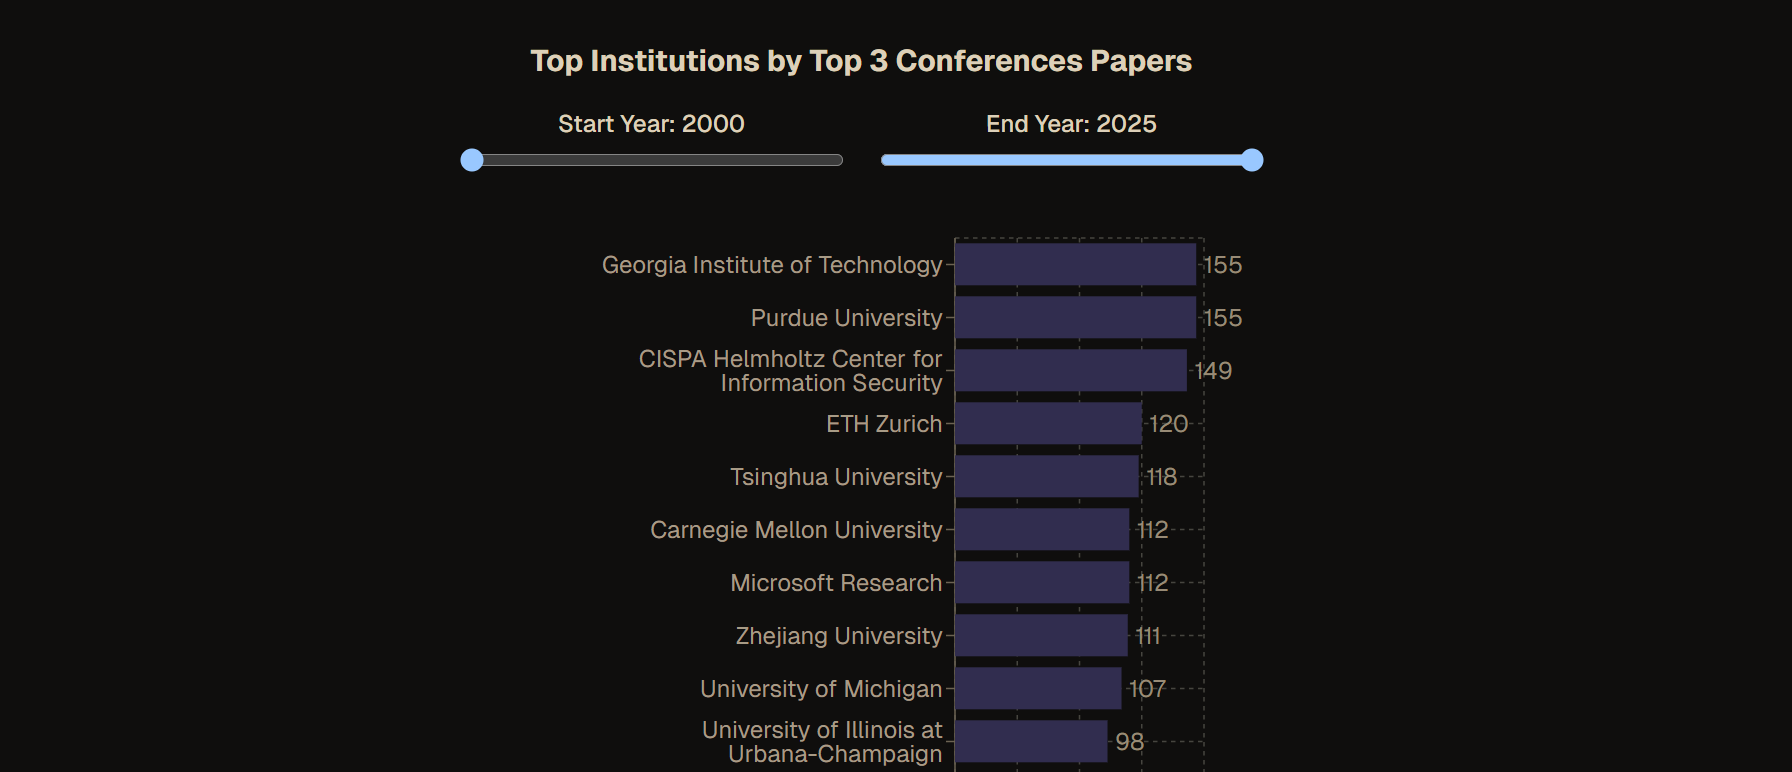 Top Institutions by Top 3 Conferences Papers
Start Year: 2000
End Year: 2025
Georgia Institute of Technology 155
Purdue University 155
CISPA Helmholtz Center for
Information Security 149
ETH Zurich 120
Tsinghua University 118
Carnegie Mellon University 112
Microsoft Research 112
Zhejiang University 111
University of Michigan 107
University of Illinois at
Urbana-Champaign 98